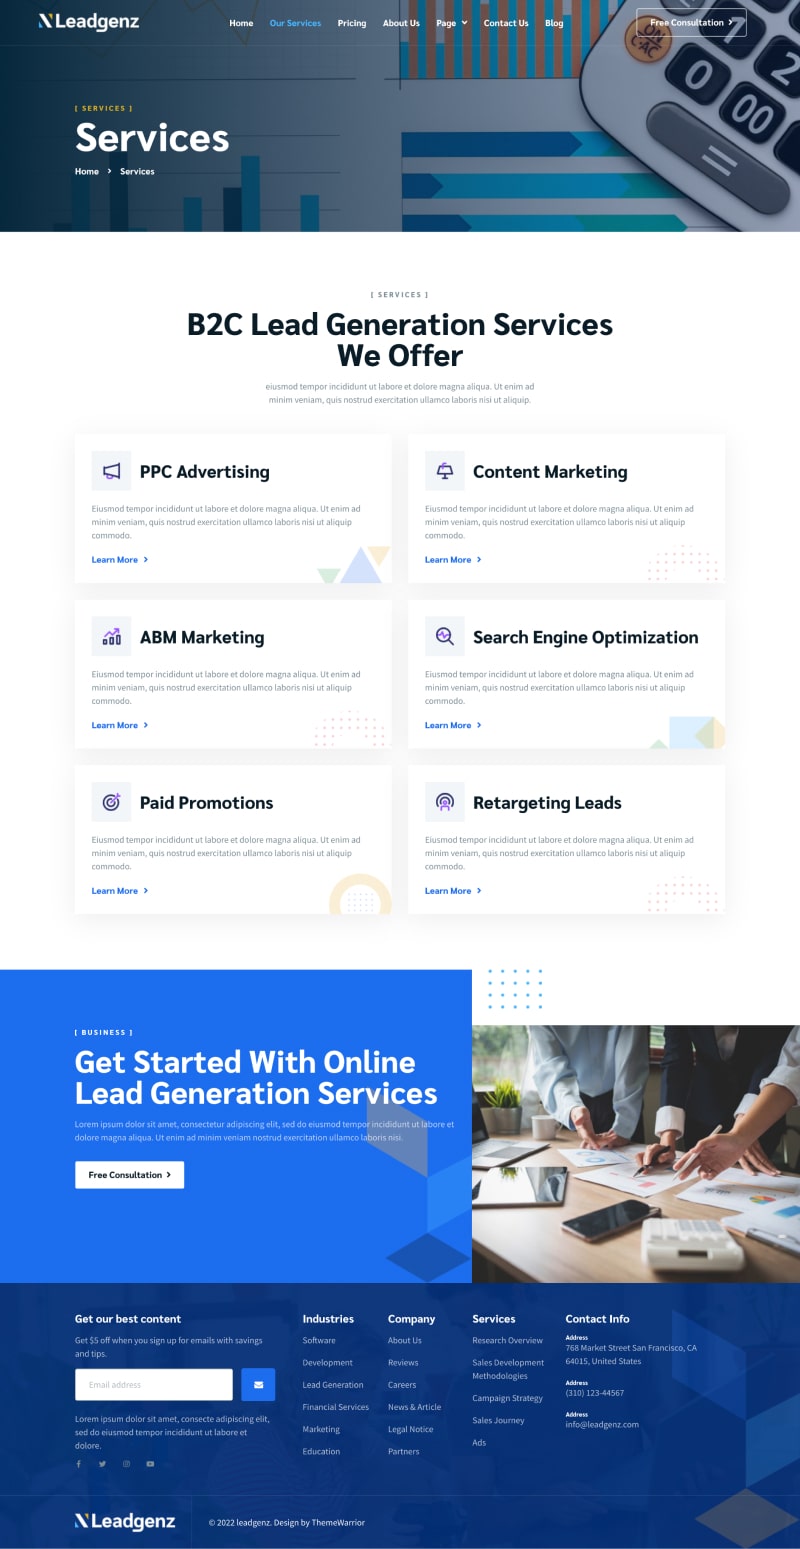 Leadgenz
Home Our Services Pricing About Us Page Contact Us Blog
Free Consultation
[ SERVICES ]
Services
Home Services
ON/
C·CE
AC
0
00
1
2
=
[ SERVICES ]
B2C Lead Generation Services
We Offer
eiusmod tempor incididunt ut labore et dolore magna aliqua. Ut enim ad
minim veniam, quis nostrud exercitation ullamco laboris nisi ut aliquip.
PPC Advertising
Eiusmod tempor incididunt ut labore et dolore magna aliqua. Ut enim ad
minim veniam, quis nostrud exercitation ullamco laboris nisi ut aliquip
commodo.
Learn More
Content Marketing
Eiusmod tempor incididunt ut labore et dolore magna aliqua. Ut enim ad
minim veniam, quis nostrud exercitation ullamco laboris nisi ut aliquip
commodo.
Learn More
ABM Marketing
Eiusmod tempor incididunt ut labore et dolore magna aliqua. Ut enim ad
minim veniam, quis nostrud exercitation ullamco laboris nisi ut aliquip
commodo.
Learn More
Search Engine Optimization
Eiusmod tempor incididunt ut labore et dolore magna aliqua. Ut enim ad
minim veniam, quis nostrud exercitation ullamco laboris nisi ut aliquip
commodo.
Learn More
Paid Promotions
Eiusmod tempor incididunt ut labore et dolore magna aliqua. Ut enim ad
minim veniam, quis nostrud exercitation ullamco laboris nisi ut aliquip
commodo.
Learn More
Retargeting Leads
Eiusmod tempor incididunt ut labore et dolore magna aliqua. Ut enim ad
minim veniam, quis nostrud exercitation ullamco laboris nisi ut aliquip
commodo.
Learn More
[ BUSINESS ]
Get Started With Online
Lead Generation Services
Lorem ipsum dolor sit amet, consectetur adipiscing elit, sed do eiusmod tempor incididunt ut labore et
dolore magna aliqua. Ut enim ad minim veniam nostrud exercitation ullamco laboris nisi.
Free Consultation
Get our best content
Get $5 off when you sign up for emails with savings
and tips.
Email address
Lorem ipsum dolor sit amet, consecte adipiscing elit,
sed do eiusmod tempor incididunt ut labore et
dolore.
Industries
Software
Development
Lead Generation
Financial Services
Marketing
Education
Company
About Us
Reviews
Careers
News & Article
Legal Notice
Partners
Services
Research Overview
Sales Development
Methodologies
Campaign Strategy
Sales Journey
Ads
Contact Info
Address
768 Market Street San Francisco, CA
64015, United States
Address
(310) 123-44567
Address
info@leadgenz.com
Leadgenz
© 2022 leadgenz. Design by ThemeWarrior